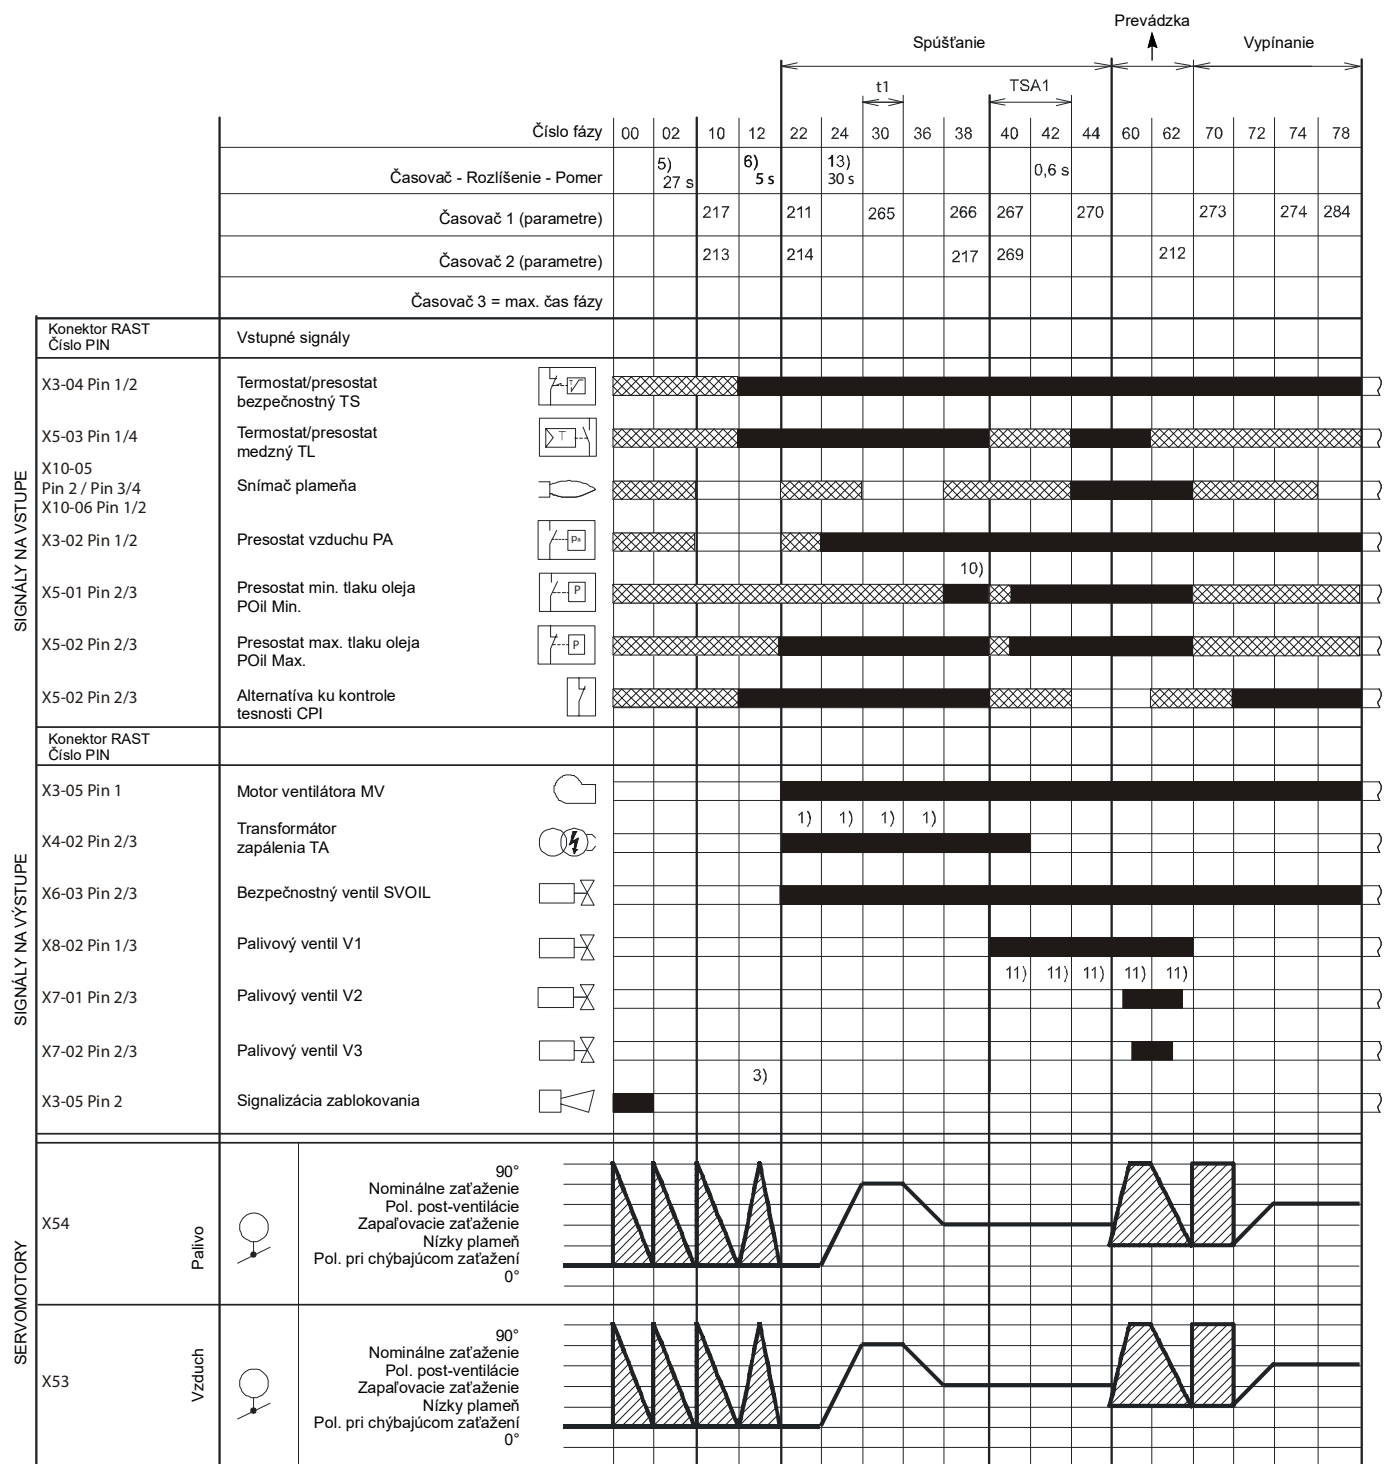 Prevádzka
Spúšťanie
Vypínanie
t1
TSA1
Číslo fázy 00 02 10 12 22 24 30 36 38 40 42 44 60 62 70 72 74 78
Časovač - Rozlíšenie - Pomer 5) 27 s 6) 5 s 13) 30 s 0,6 s
Časovač 1 (parametre) 217 211 265 266 267 270 273 274 284
Časovač 2 (parametre) 213 214 217 269 212
Časovač 3 = max. čas fázy
Konektor RAST
Číslo PIN
Vstupné signály
SIGNÁLY NA VSTUPE
X3-04 Pin 1/2
Termostat/presostat
bezpečnostný TS
X5-03 Pin 1/4
Termostat/presostat
medzný TL
T
X10-05
Pin 2 / Pin 3/4
X10-06 Pin 1/2
Snímač plameňa
X3-02 Pin 1/2
Presostat vzduchu PA
Pa
10)
X5-01 Pin 2/3
Presostat min. tlaku oleja
POil Min.
P
X5-02 Pin 2/3
Presostat max. tlaku oleja
POil Max.
P
X5-02 Pin 2/3
Alternatíva ku kontrole
tesnosti CPI
Konektor RAST
Číslo PIN
SIGNÁLY NA VÝSTUPE
X3-05 Pin 1
Motor ventilátora MV
1) 1) 1) 1)
X4-02 Pin 2/3
Transformátor
zapálenia TA
X6-03 Pin 2/3
Bezpečnostný ventil SVOIL
X8-02 Pin 1/3
Palivový ventil V1
11) 11) 11) 11) 11)
X7-01 Pin 2/3
Palivový ventil V2
X7-02 Pin 2/3
Palivový ventil V3
3)
X3-05 Pin 2
Signalizácia zablokovania
SERVOMOTORY
X54
Palivo
90°
Nominálne zaťaženie
Pol. post-ventilácie
Zapaľovacie zaťaženie
Nízky plameň
Pol. pri chýbajúcom zaťažení
0°
X53
Vzduch
90°
Nominálne zaťaženie
Pol. post-ventilácie
Zapaľovacie zaťaženie
Nízky plameň
Pol. pri chýbajúcom zaťažení
0°